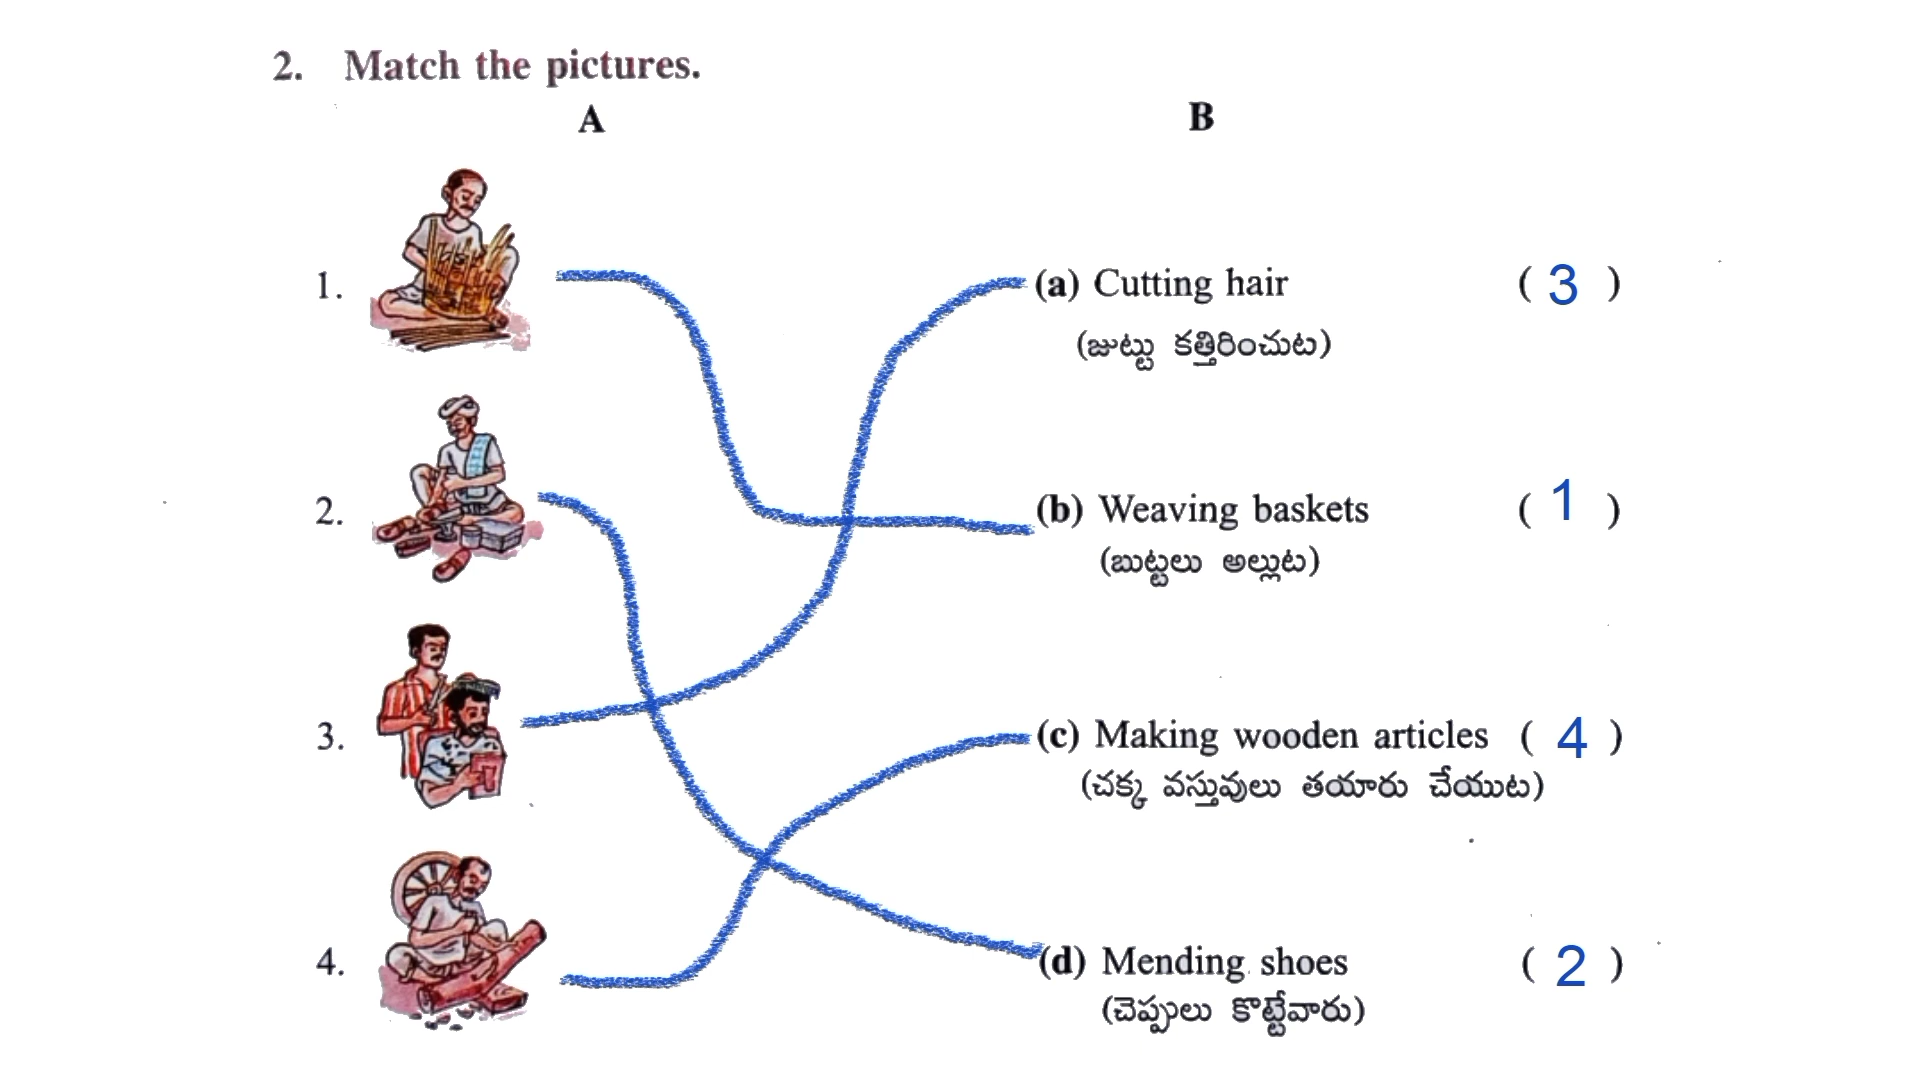 2. Match the pictures.
A B
1. (a) Cutting hair ( 3 )
(జుట్టు కత్తిరించుట)
2. (b) Weaving baskets ( 1 )
(బుట్టలు అల్లుట)
3. (c) Making wooden articles ( 4 )
(చక్క వస్తువులు తయారు చేయుట)
4. (d) Mending shoes ( 2 )
(చెప్పులు కొట్టేవారు)